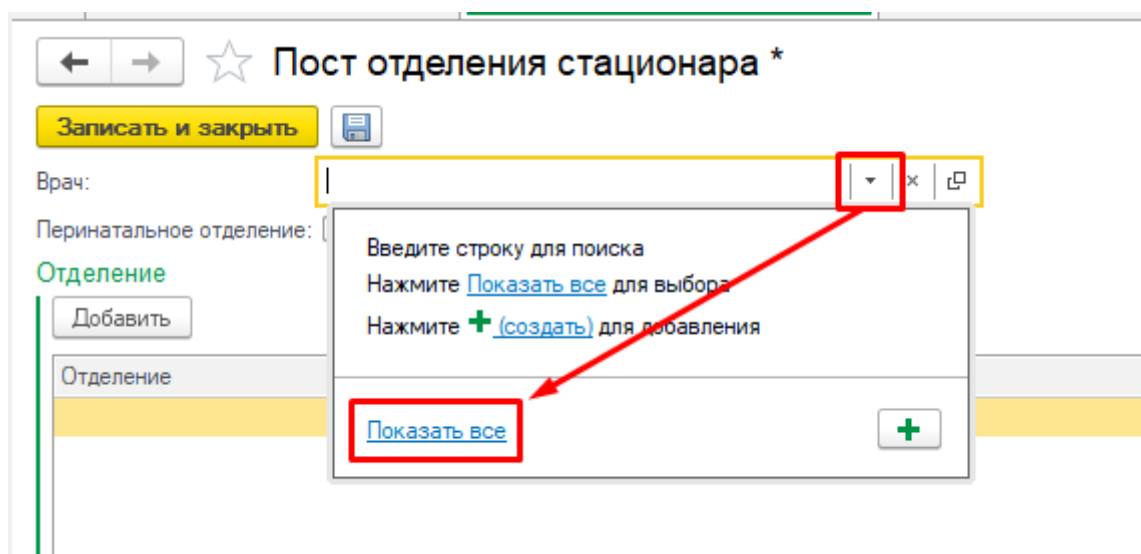 Пост отделения стационара *
Записать и закрыть
Врач:
Перинатальное отделение:
Введите строку для поиска
Нажмите Показать все для выбора
Нажмите + (создать) для добавления
Отделение
Добавить
Отделение
Показать все